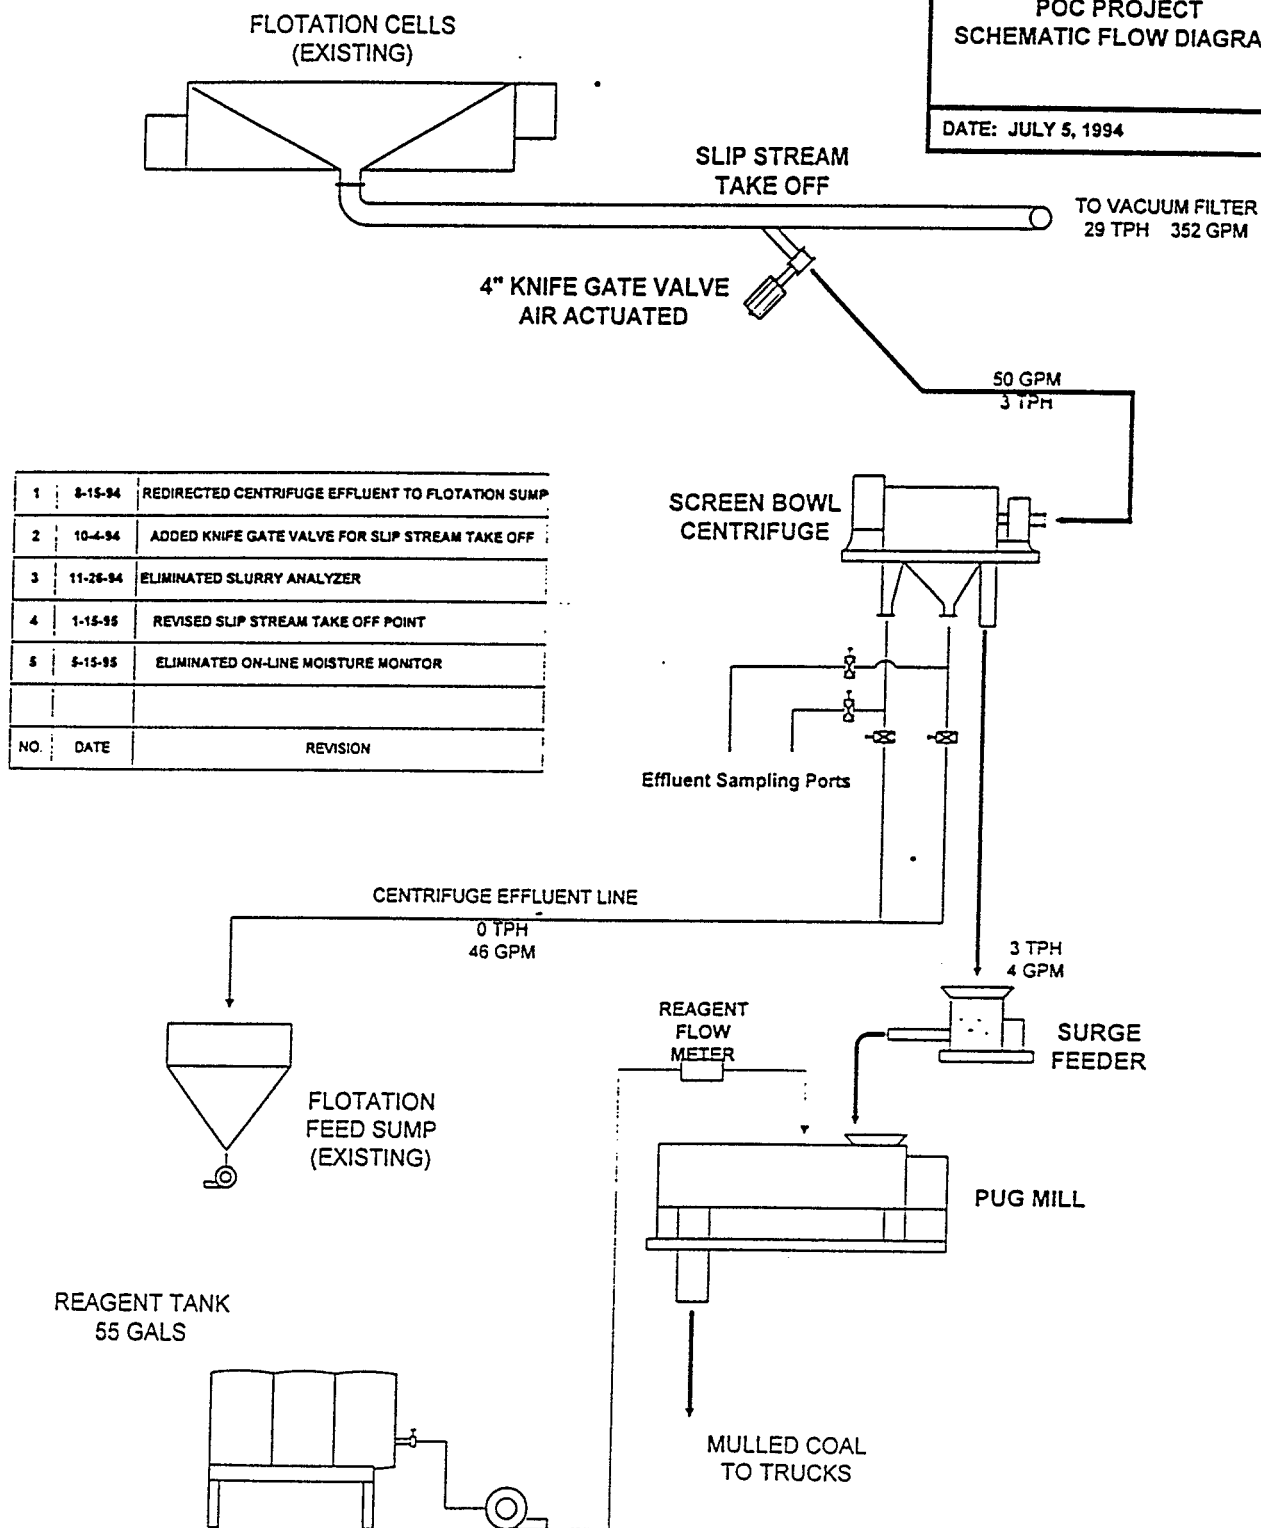 FLOTATION CELLS
(EXISTING)
POC PROJECT
SCHEMATIC FLOW DIAGRA
DATE: JULY 5, 1994
SLIP STREAM
TAKE OFF
TO VACUUM FILTER
29 TPH 352 GPM
4" KNIFE GATE VALVE
AIR ACTUATED
50 GPM
3 TPH
1 8-15-94 REDIRECTED CENTRIFUGE EFFLUENT TO FLOTATION SUMP
2 10-4-94 ADDED KNIFE GATE VALVE FOR SLIP STREAM TAKE OFF
3 11-26-94 ELIMINATED SLURRY ANALYZER
4 1-15-95 REVISED SLIP STREAM TAKE OFF POINT
5 5-15-95 ELIMINATED ON-LINE MOISTURE MONITOR
NO. DATE REVISION
SCREEN BOWL
CENTRIFUGE
Effluent Sampling Ports
CENTRIFUGE EFFLUENT LINE
0 TPH
46 GPM
3 TPH
4 GPM
REAGENT
FLOW
METER
SURGE
FEEDER
FLOTATION
FEED SUMP
(EXISTING)
PUG MILL
REAGENT TANK
55 GALS
MULLED COAL
TO TRUCKS